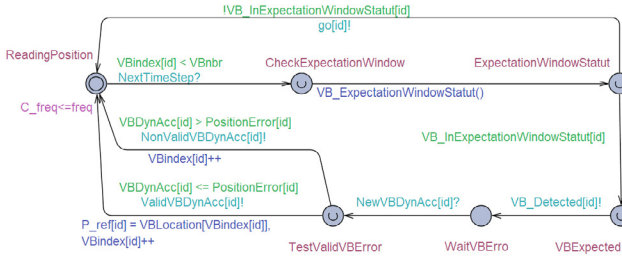 !VB_InExpectationWindowStatut[id]
go[id]!
ReadingPosition
VBindex[id] < VBnbr
NextTimeStep?
CheckExpectationWindow
ExpectationWindowStatut
VB_ExpectationWindowStatut()
C_freq<=freq
VBDynAcc[id] > PositionError[id]
NonValidVBDynAcc[id]!
VBindex[id]++
VB_InExpectationWindowStatut[id]
VBDynAcc[id] <= PositionError[id]
ValidVBDynAcc[id]!
NewVBDynAcc[id]?
VB_Detected[id]!
P_ref[id] = VBLocation[VBindex[id]],
VBindex[id]++
TestValidVBError
WaitVBErro
VBExpected